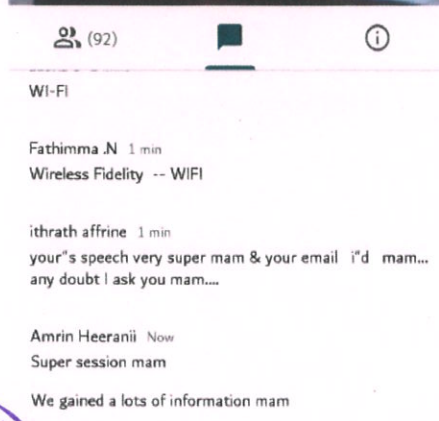 (92)
WI-FI
Fathimma .N 1 min
Wireless Fidelity -- WIFI
ithrath affrine 1 min
your"s speech very super mam & your email i"d mam...
any doubt I ask you mam....
Amrin Heeranii Now
Super session mam
We gained a lots of information mam